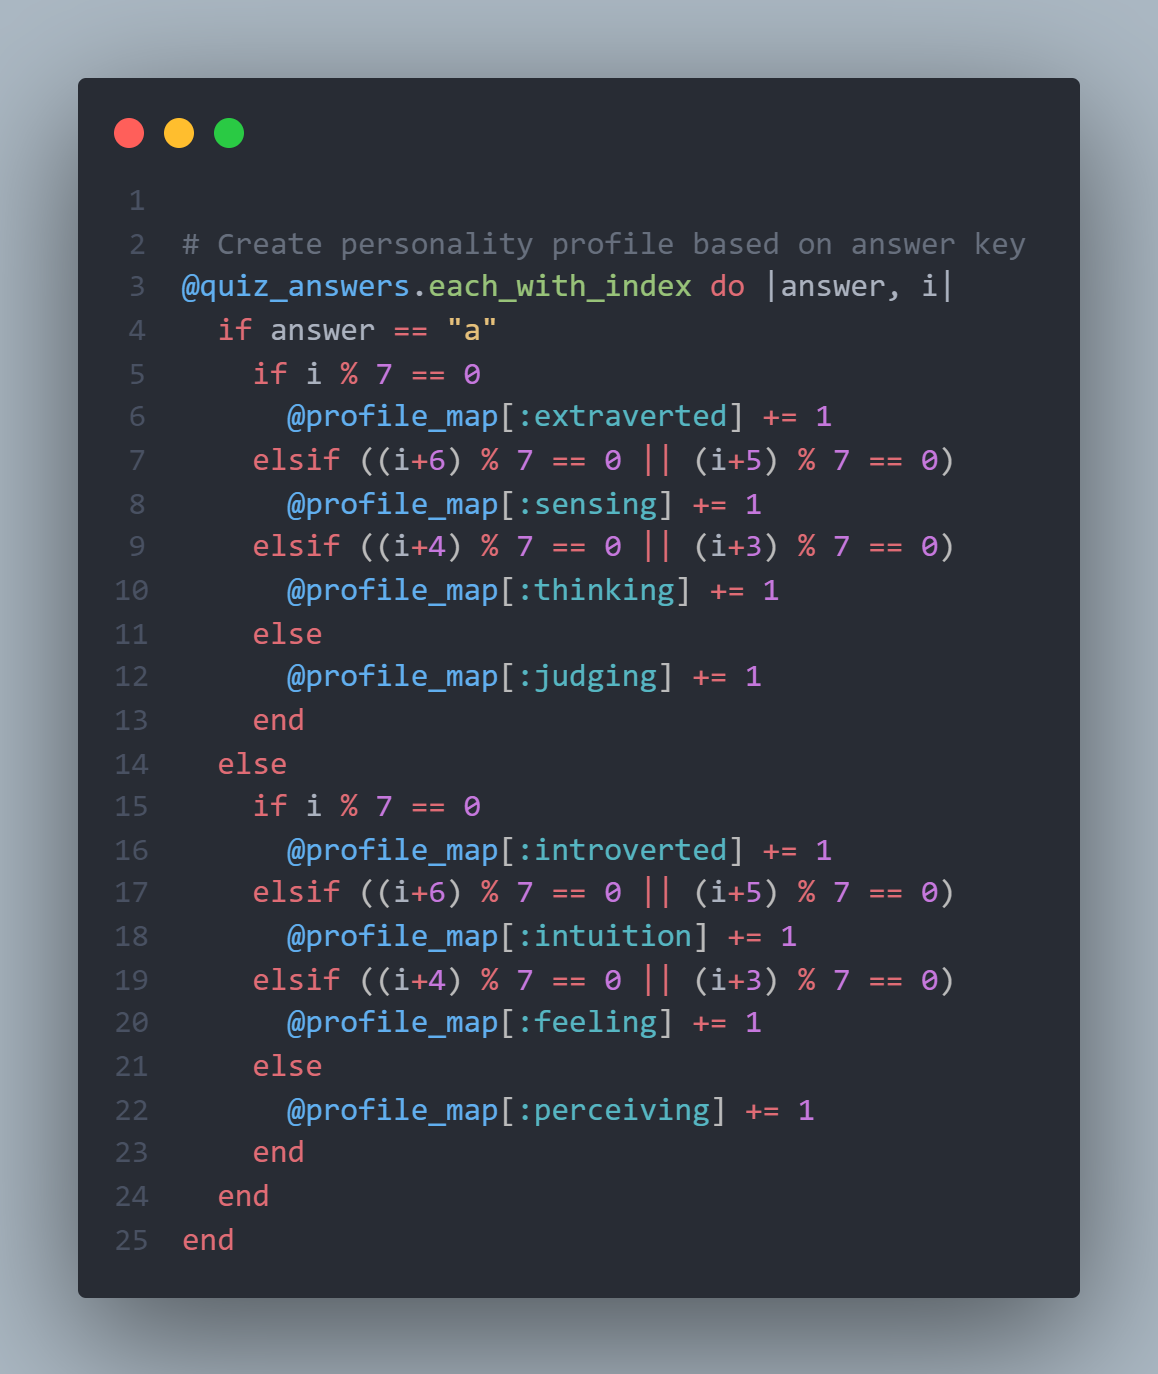 1
2 # Create personality profile based on answer key
3 @quiz_answers.each_with_index do |answer, i|
4   if answer == "a"
5     if i % 7 == 0
6       @profile_map[:extraverted] += 1
7     elsif ((i+6) % 7 == 0 || (i+5) % 7 == 0)
8       @profile_map[:sensing] += 1
9     elsif ((i+4) % 7 == 0 || (i+3) % 7 == 0)
10       @profile_map[:thinking] += 1
11     else
12       @profile_map[:judging] += 1
13     end
14   else
15     if i % 7 == 0
16       @profile_map[:introverted] += 1
17     elsif ((i+6) % 7 == 0 || (i+5) % 7 == 0)
18       @profile_map[:intuition] += 1
19     elsif ((i+4) % 7 == 0 || (i+3) % 7 == 0)
20       @profile_map[:feeling] += 1
21     else
22       @profile_map[:perceiving] += 1
23     end
24   end
25 end